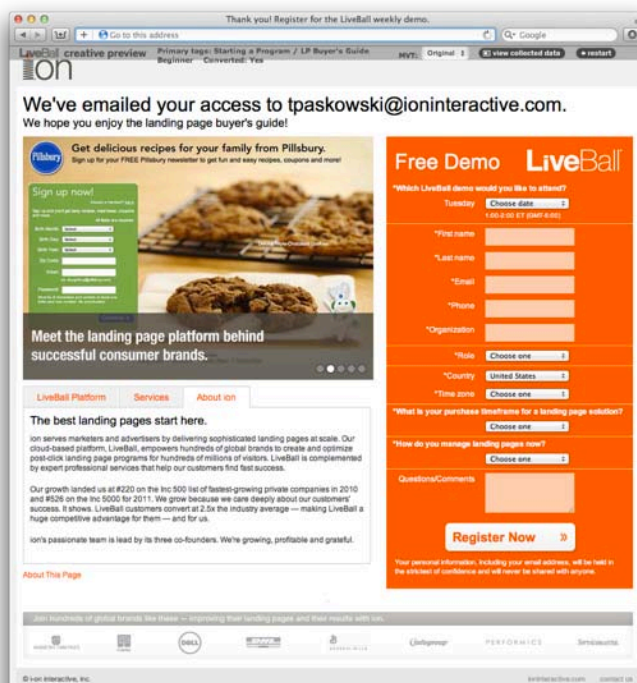 Thank you! Register for the LiveBall weekly demo.
Go to this address
Google
LiveBall creative preview
Primary tags: Starting a Program / LP Buyer's Guide
Beginner Converted: Yes
MVT: Original
view collected data
restart
ion
We've emailed your access to tpaskowski@ioninteractive.com.
We hope you enjoy the landing page buyer's guide!
Pillsbury
Get delicious recipes for your family from Pillsbury.
Sign up for your FREE Pillsbury newsletter to get fun and easy recipes, coupons and more!
Sign up now!
Birth Month
Birth Day
Birth Year
Zip Code
Email
Password
Meet the landing page platform behind
successful consumer brands.
LiveBall Platform
Services
About ion
The best landing pages start here.
ion serves marketers and advertisers by delivering sophisticated landing pages at scale. Our
cloud-based platform, LiveBall, empowers hundreds of global brands to create and optimize
post-click landing page programs for hundreds of millions of visitors. LiveBall is complemented
by expert professional services that help our customers find fast success.
Our growth landed us at #220 on the Inc 500 list of fastest-growing private companies in 2010
and #526 on the Inc 5000 for 2011. We grow because we care deeply about our customers'
success. It shows. LiveBall customers convert at 2.5x the industry average — making LiveBall a
huge competitive advantage for them — and for us.
ion's passionate team is lead by its three co-founders. We're growing, profitable and grateful.
About This Page
Free Demo
LiveBall
*Which LiveBall demo would you like to attend?
Tuesday Choose date
1:00-2:00 ET (GMT-5:00)
*First name
*Last name
*Email
*Phone
*Organization
*Role Choose one
*Country United States
*Time zone Choose one
*What is your purchase timeframe for a landing page solution?
Choose one
*How do you manage landing pages now?
Choose one
Questions/Comments
Register Now »
Your personal information, including your email address, will be held in
the strictest of confidence and will never be shared with anyone.
Join hundreds of global brands like these — improving their landing pages and their results with ion.
DELL
GENERAL MILLS
PERFORMICS
© i-on interactive, inc.
ioninteractive.com
contact us